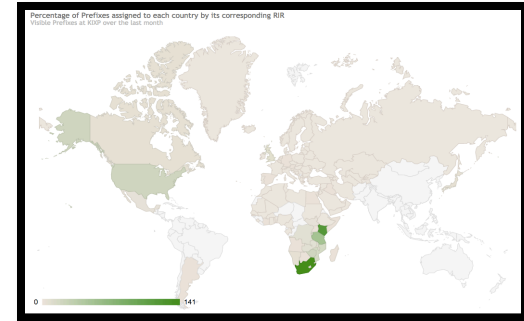 Percentage of Prefixes assigned to each country by its corresponding RIR
Visible Prefixes at KIXP over the last month
0 141